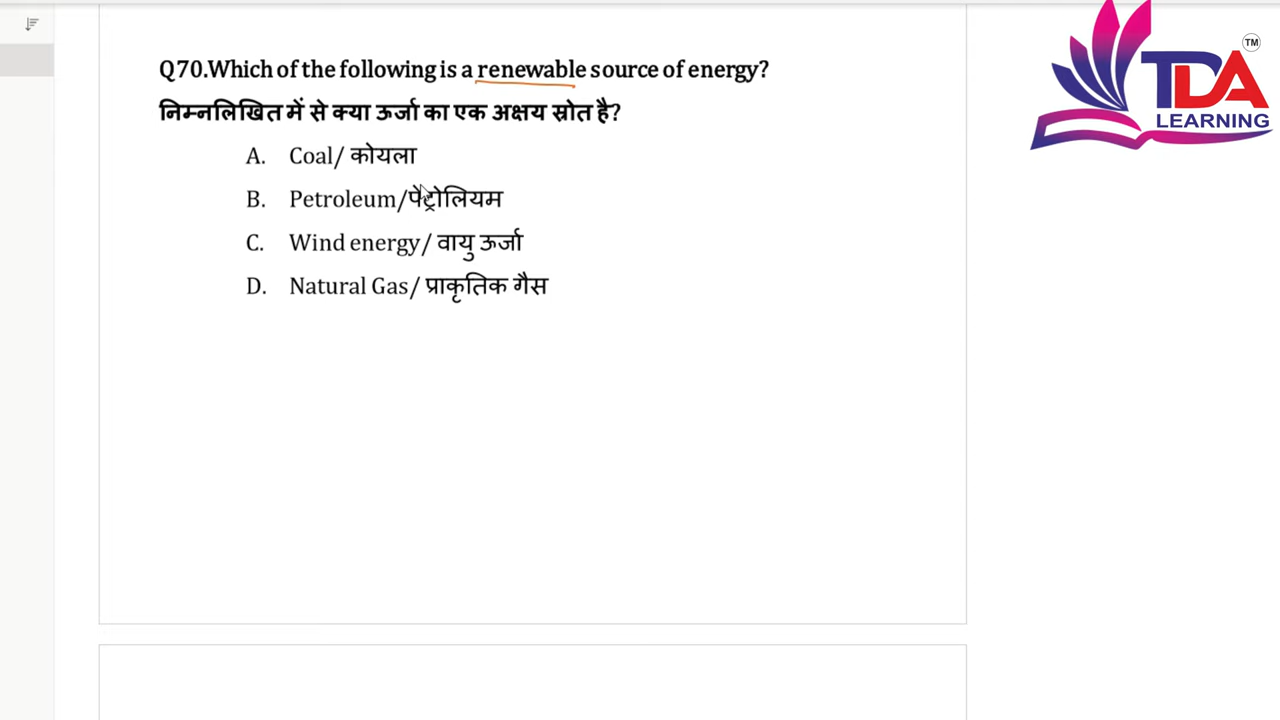 Q70.Which of the following is a renewable source of energy?
निम्नलिखित में से क्या ऊर्जा का एक अक्षय स्रोत है?
A. Coal/ कोयला
B. Petroleum/पेट्रोलियम
C. Wind energy/ वायु ऊर्जा
D. Natural Gas/ प्राकृतिक गैस
TM
TDA
LEARNING